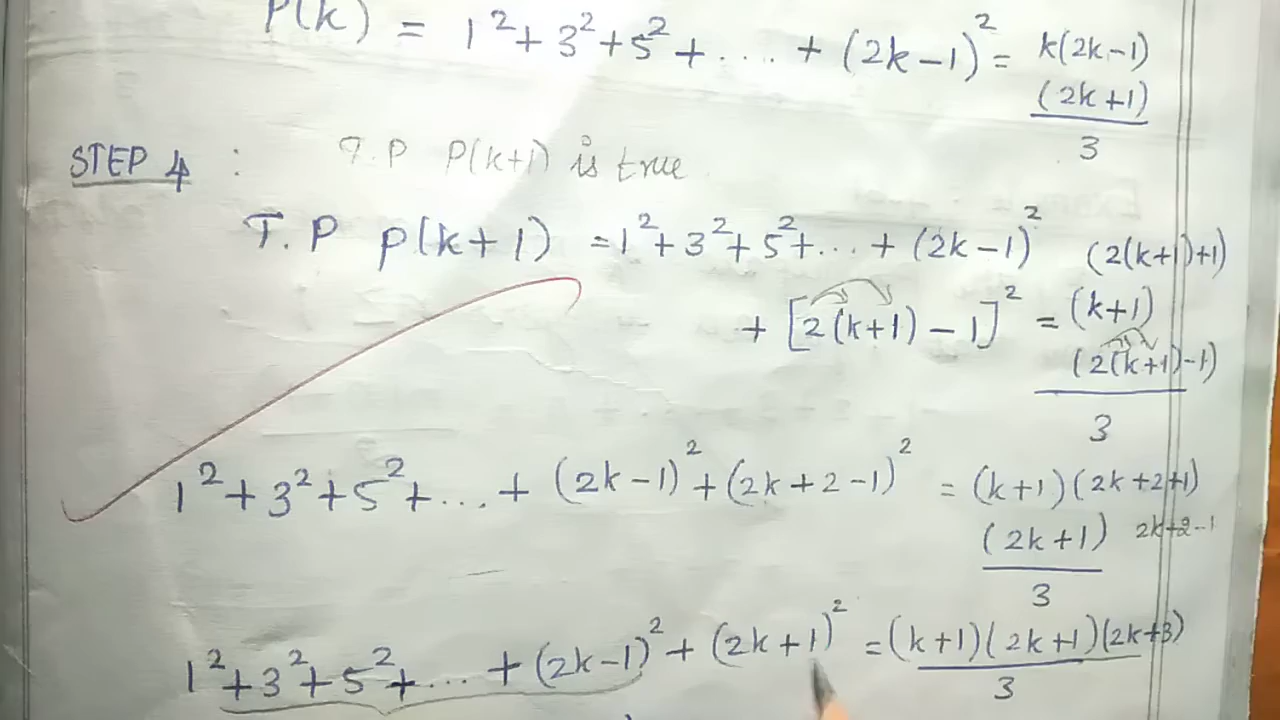 P(k) = 1² + 3² + 5² + .... + (2k-1)² = k(2k-1)
(2k+1)
3
STEP 4 : T.P P(k+1) is true
T.P P(k+1) = 1² + 3² + 5² + ... + (2k-1)² (2(k+1)+1)
+ [2(k+1) - 1]² = (k+1)
(2(k+1)-1)
3
1² + 3² + 5² + ... + (2k-1)² + (2k+2-1)² = (k+1)(2k+2+1)
(2k+1) 2k+2-1
3
1² + 3² + 5² + ... + (2k-1)² + (2k+1)² = (k+1)(2k+1)(2k+3)
3